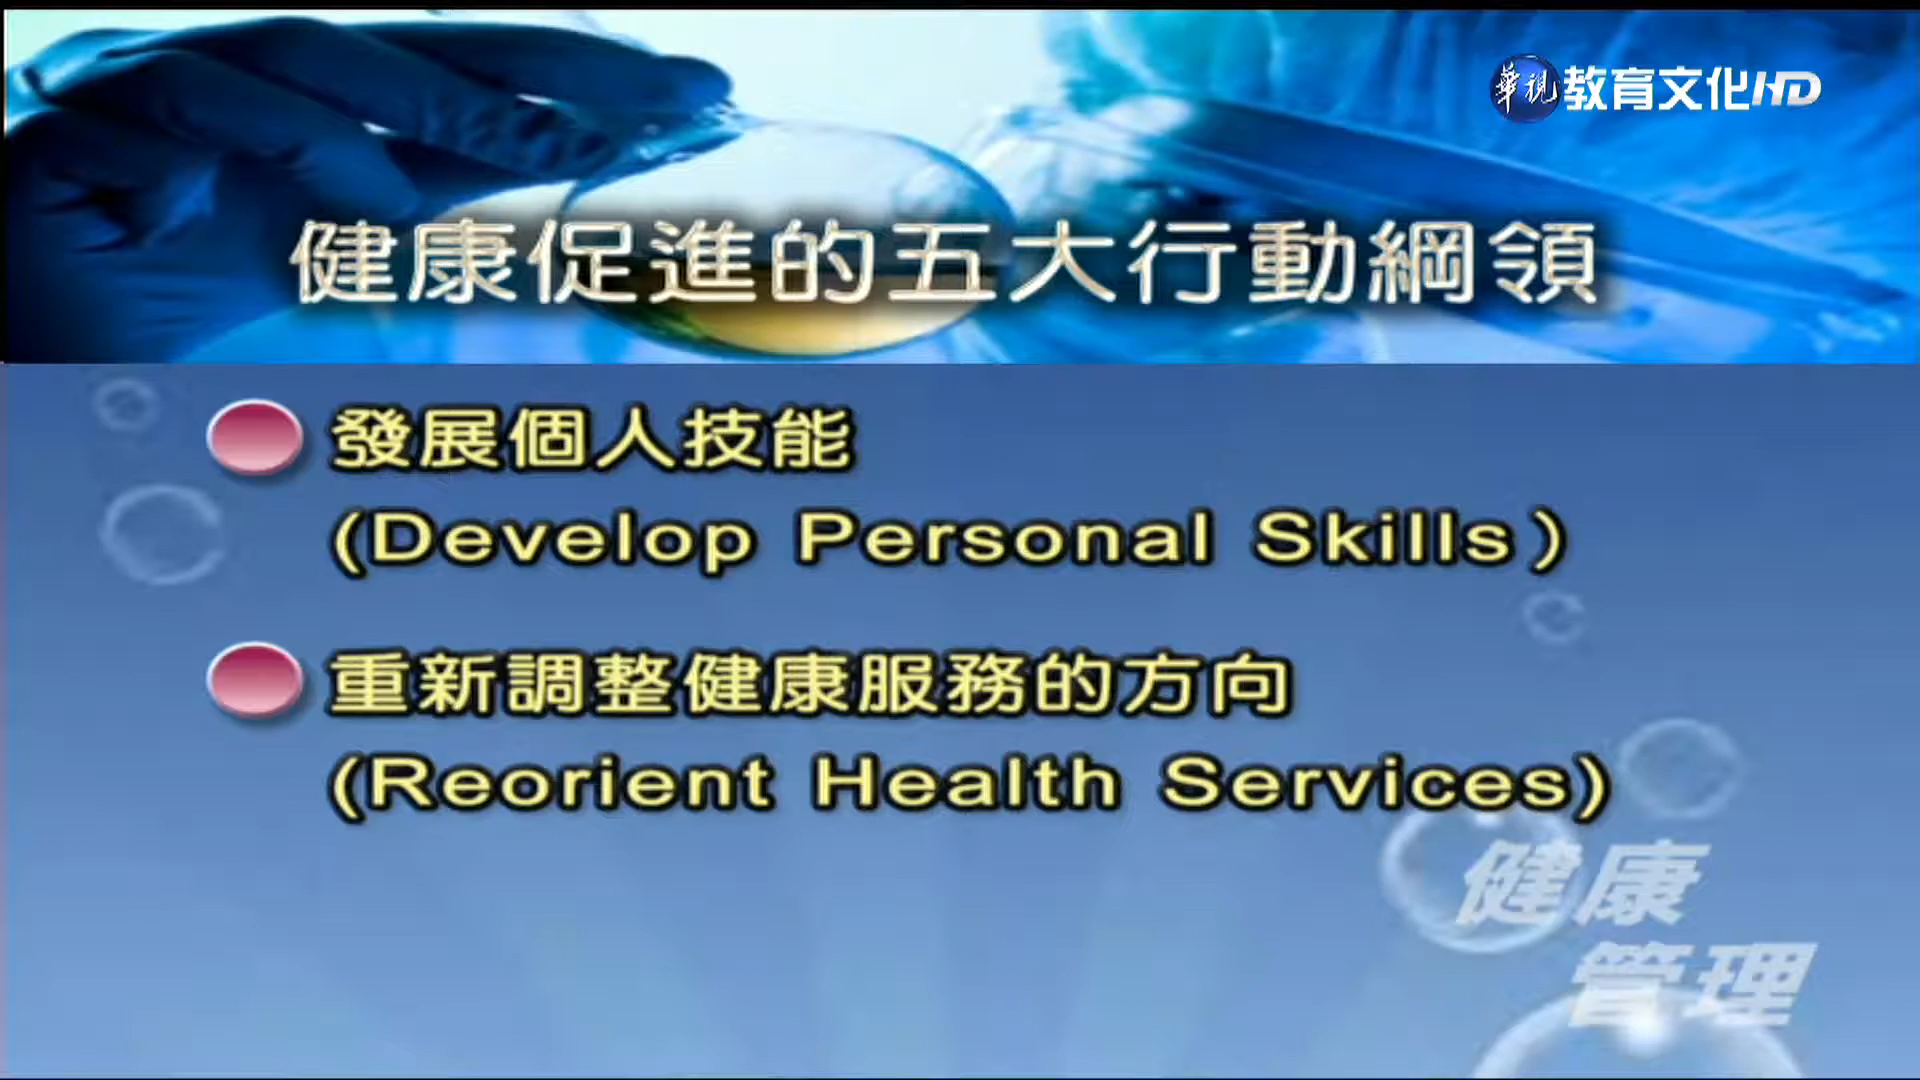 華視 教育文化HD
健康促進的五大行動綱領
發展個人技能
(Develop Personal Skills)
重新調整健康服務的方向
(Reorient Health Services)
健康
管理